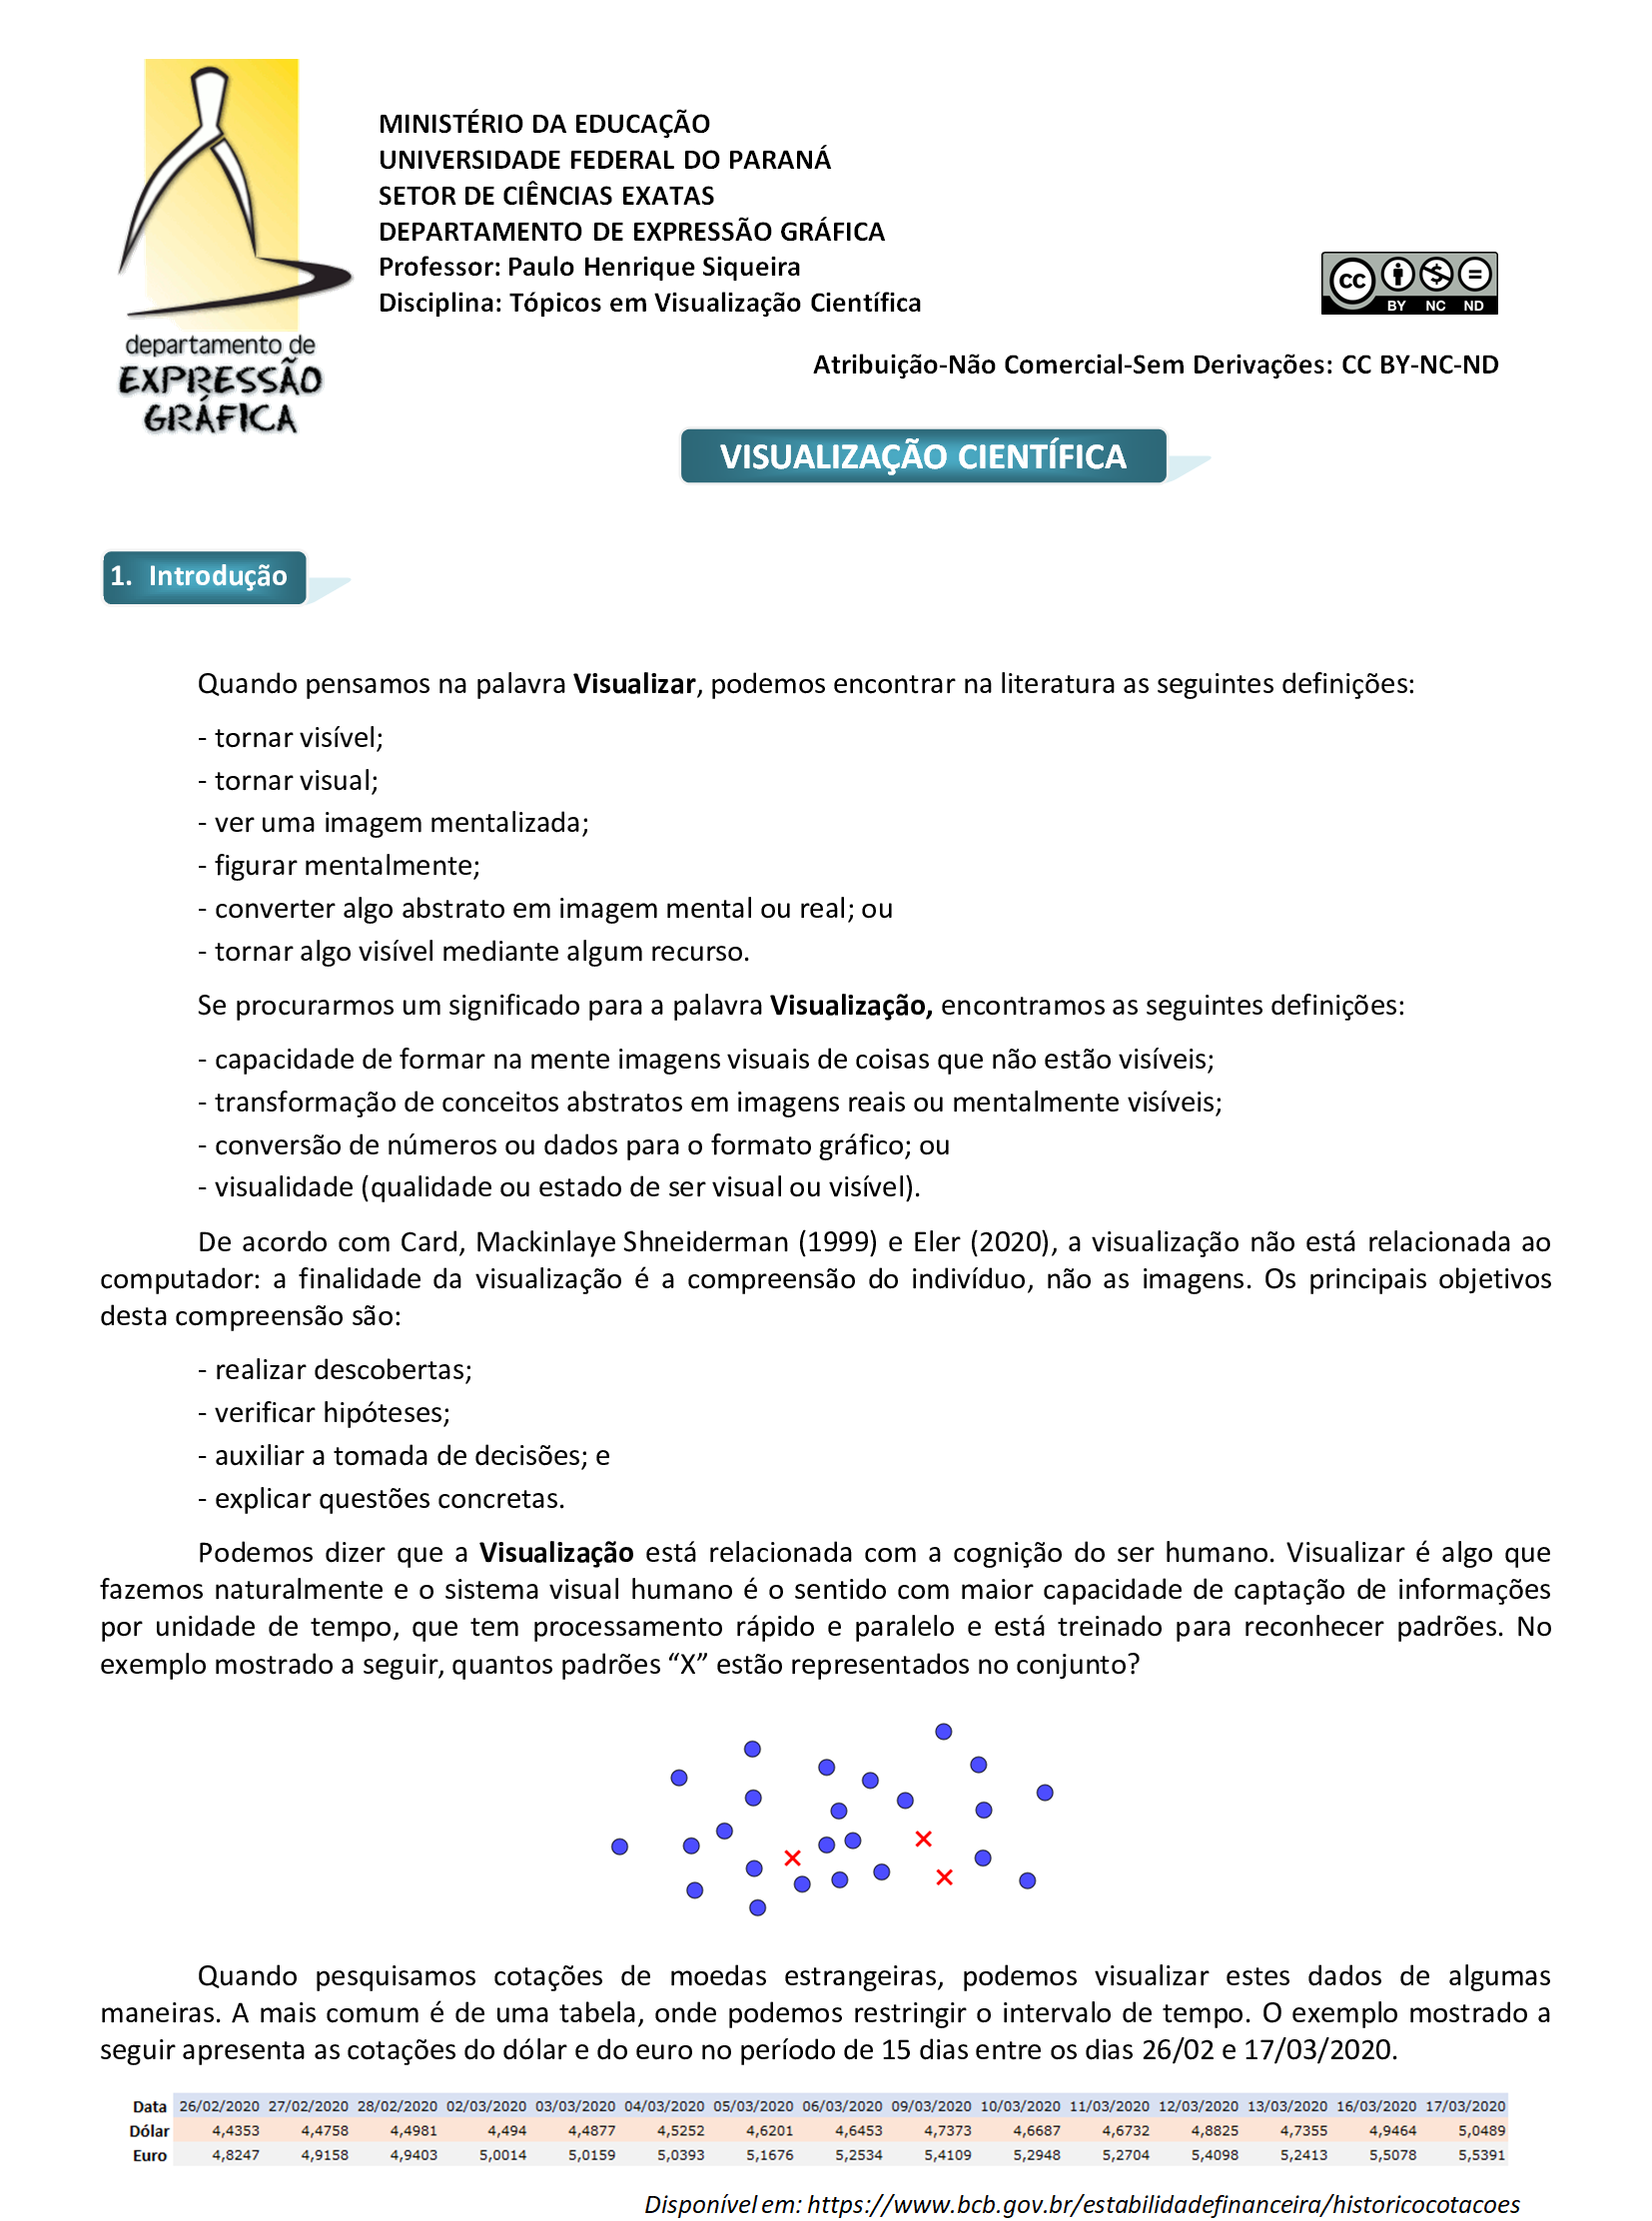 departamento de
EXPRESSÃO
GRÁFICA
MINISTÉRIO DA EDUCAÇÃO
UNIVERSIDADE FEDERAL DO PARANÁ
SETOR DE CIÊNCIAS EXATAS
DEPARTAMENTO DE EXPRESSÃO GRÁFICA
Professor: Paulo Henrique Siqueira
Disciplina: Tópicos em Visualização Científica
cc
BY NC ND
Atribuição-Não Comercial-Sem Derivações: CC BY-NC-ND
VISUALIZAÇÃO CIENTÍFICA
1. Introdução
Quando pensamos na palavra Visualizar, podemos encontrar na literatura as seguintes definições:
- tornar visível;
- tornar visual;
- ver uma imagem mentalizada;
- figurar mentalmente;
- converter algo abstrato em imagem mental ou real; ou
- tornar algo visível mediante algum recurso.
Se procurarmos um significado para a palavra Visualização, encontramos as seguintes definições:
- capacidade de formar na mente imagens visuais de coisas que não estão visíveis;
- transformação de conceitos abstratos em imagens reais ou mentalmente visíveis;
- conversão de números ou dados para o formato gráfico; ou
- visualidade (qualidade ou estado de ser visual ou visível).
De acordo com Card, Mackinlaye Shneiderman (1999) e Eler (2020), a visualização não está relacionada ao
computador: a finalidade da visualização é a compreensão do indivíduo, não as imagens. Os principais objetivos
desta compreensão são:
- realizar descobertas;
- verificar hipóteses;
- auxiliar a tomada de decisões; e
- explicar questões concretas.
Podemos dizer que a Visualização está relacionada com a cognição do ser humano. Visualizar é algo que
fazemos naturalmente e o sistema visual humano é o sentido com maior capacidade de captação de informações
por unidade de tempo, que tem processamento rápido e paralelo e está treinado para reconhecer padrões. No
exemplo mostrado a seguir, quantos padrões “X” estão representados no conjunto?
Quando pesquisamos cotações de moedas estrangeiras, podemos visualizar estes dados de algumas
maneiras. A mais comum é de uma tabela, onde podemos restringir o intervalo de tempo. O exemplo mostrado a
seguir apresenta as cotações do dólar e do euro no período de 15 dias entre os dias 26/02 e 17/03/2020.
Data 26/02/2020 27/02/2020 28/02/2020 02/03/2020 03/03/2020 04/03/2020 05/03/2020 06/03/2020 09/03/2020 10/03/2020 11/03/2020 12/03/2020 13/03/2020 16/03/2020 17/03/2020
Dólar 4,4353 4,4758 4,4981 4,494 4,4877 4,5252 4,6201 4,6453 4,7373 4,6687 4,6732 4,8825 4,7355 4,9464 5,0489
Euro 4,8247 4,9158 4,9403 5,0014 5,0159 5,0393 5,1676 5,2534 5,4109 5,2948 5,2704 5,4098 5,2413 5,5078 5,5391
Disponível em: https://www.bcb.gov.br/estabilidadefinanceira/historicocotacoes